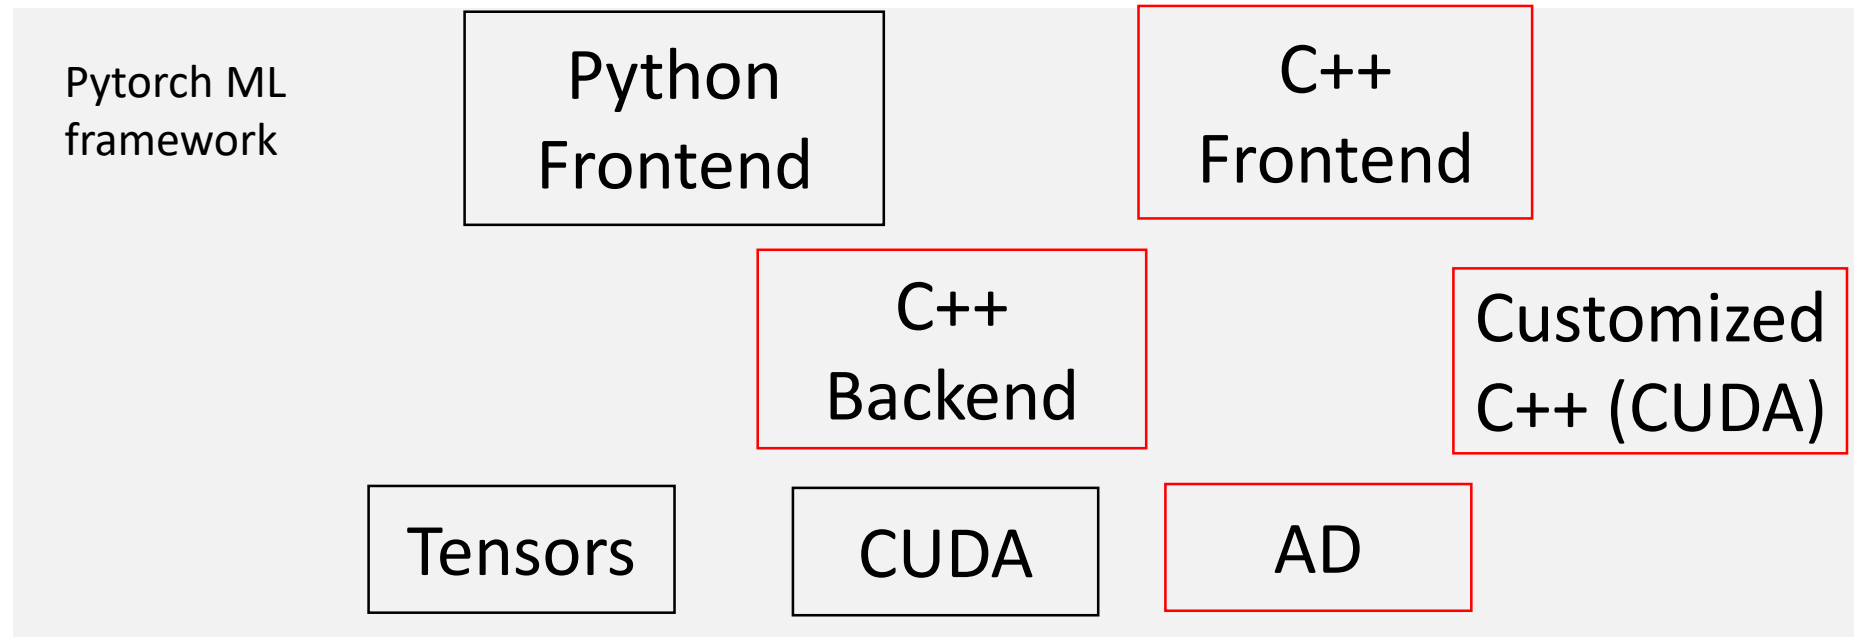 Pytorch ML
framework
Python
Frontend
C++
Frontend
C++
Backend
Customized
C++ (CUDA)
Tensors
CUDA
AD